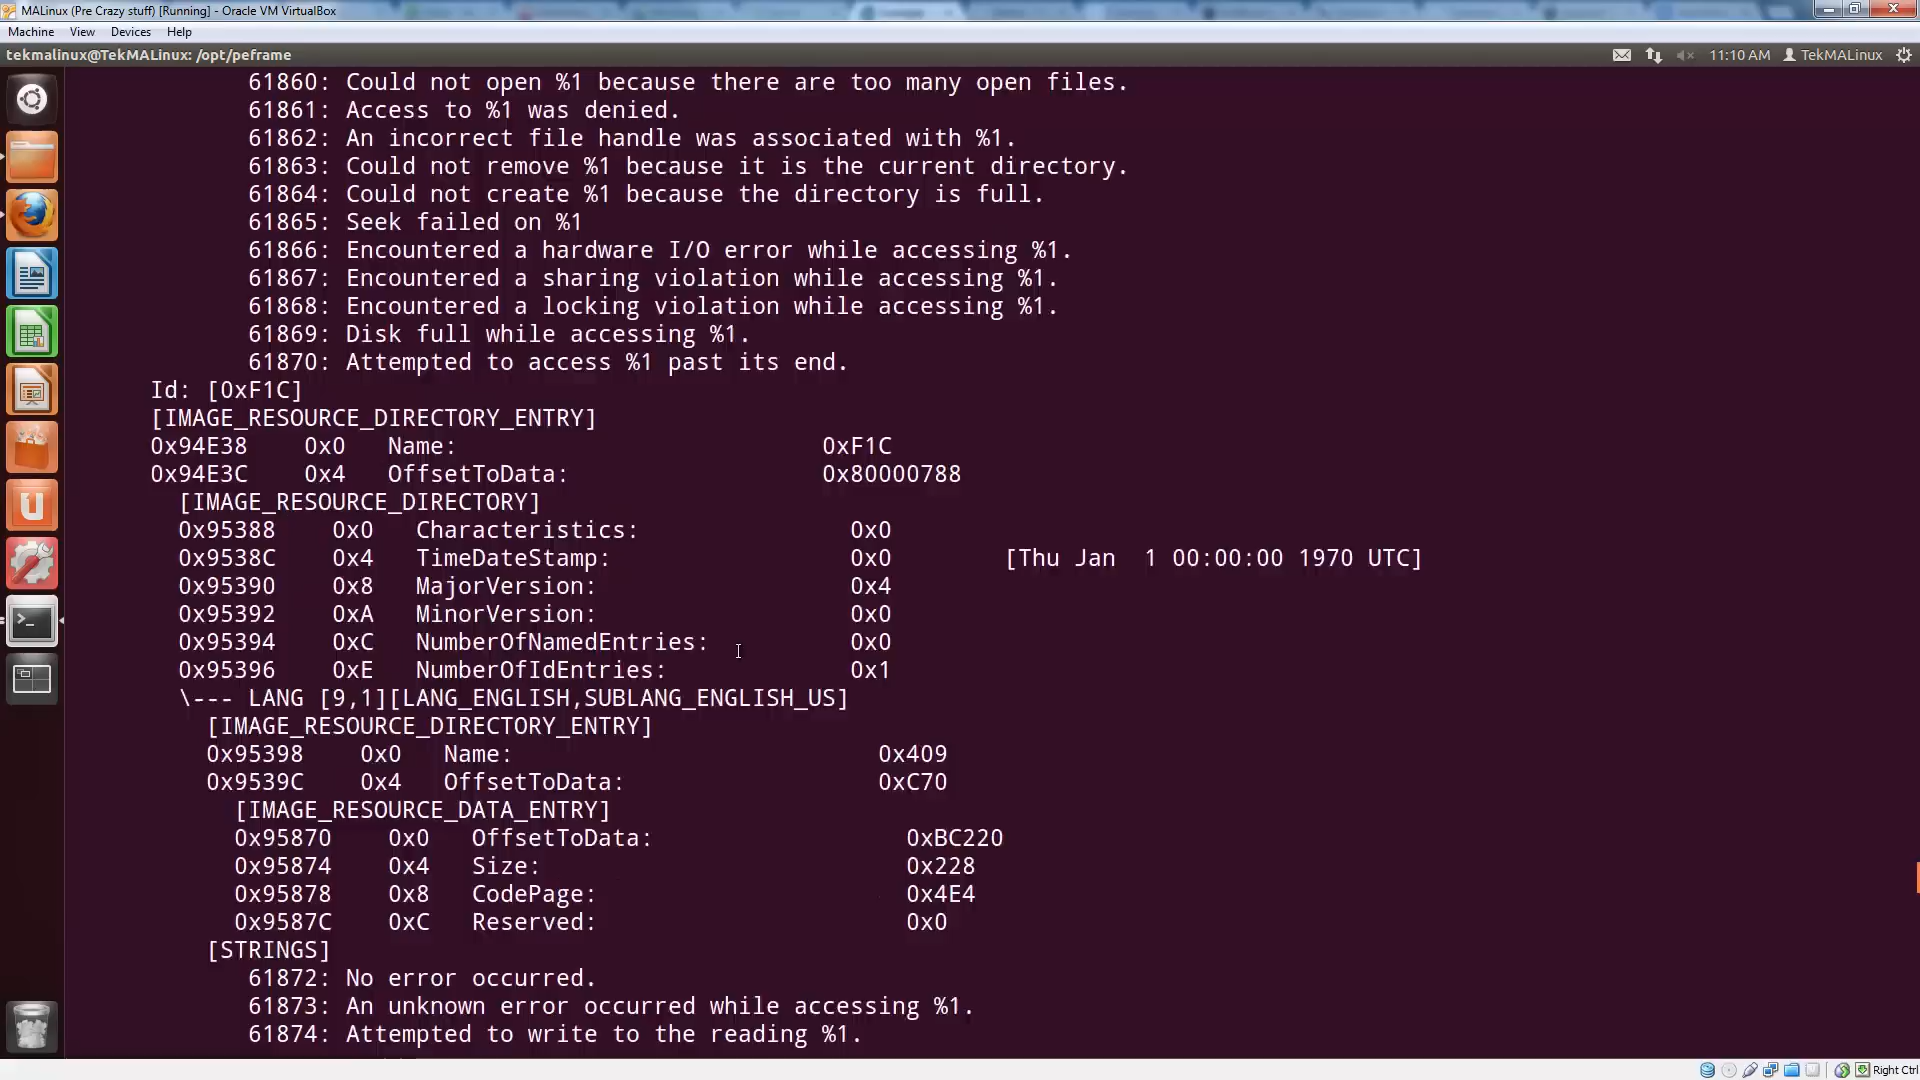 MALinux (Pre Crazy stuff) [Running] - Oracle VM VirtualBox
Machine View Devices Help
tekmalinux@TekMALinux: /opt/peframe 11:10 AM TekMALinux
61860: Could not open %1 because there are too many open files.
61861: Access to %1 was denied.
61862: An incorrect file handle was associated with %1.
61863: Could not remove %1 because it is the current directory.
61864: Could not create %1 because the directory is full.
61865: Seek failed on %1
61866: Encountered a hardware I/O error while accessing %1.
61867: Encountered a sharing violation while accessing %1.
61868: Encountered a locking violation while accessing %1.
61869: Disk full while accessing %1.
61870: Attempted to access %1 past its end.
Id: [0xF1C]
[IMAGE_RESOURCE_DIRECTORY_ENTRY]
0x94E38 0x0 Name: 0xF1C
0x94E3C 0x4 OffsetToData: 0x80000788
[IMAGE_RESOURCE_DIRECTORY]
0x95388 0x0 Characteristics: 0x0
0x9538C 0x4 TimeDateStamp: 0x0 [Thu Jan  1 00:00:00 1970 UTC]
0x95390 0x8 MajorVersion: 0x4
0x95392 0xA MinorVersion: 0x0
0x95394 0xC NumberOfNamedEntries: 0x0
0x95396 0xE NumberOfIdEntries: 0x1
\--- LANG [9,1][LANG_ENGLISH,SUBLANG_ENGLISH_US]
[IMAGE_RESOURCE_DIRECTORY_ENTRY]
0x95398 0x0 Name: 0x409
0x9539C 0x4 OffsetToData: 0xC70
[IMAGE_RESOURCE_DATA_ENTRY]
0x95870 0x0 OffsetToData: 0xBC220
0x95874 0x4 Size: 0x228
0x95878 0x8 CodePage: 0x4E4
0x9587C 0xC Reserved: 0x0
[STRINGS]
61872: No error occurred.
61873: An unknown error occurred while accessing %1.
61874: Attempted to write to the reading %1.
Right Ctrl